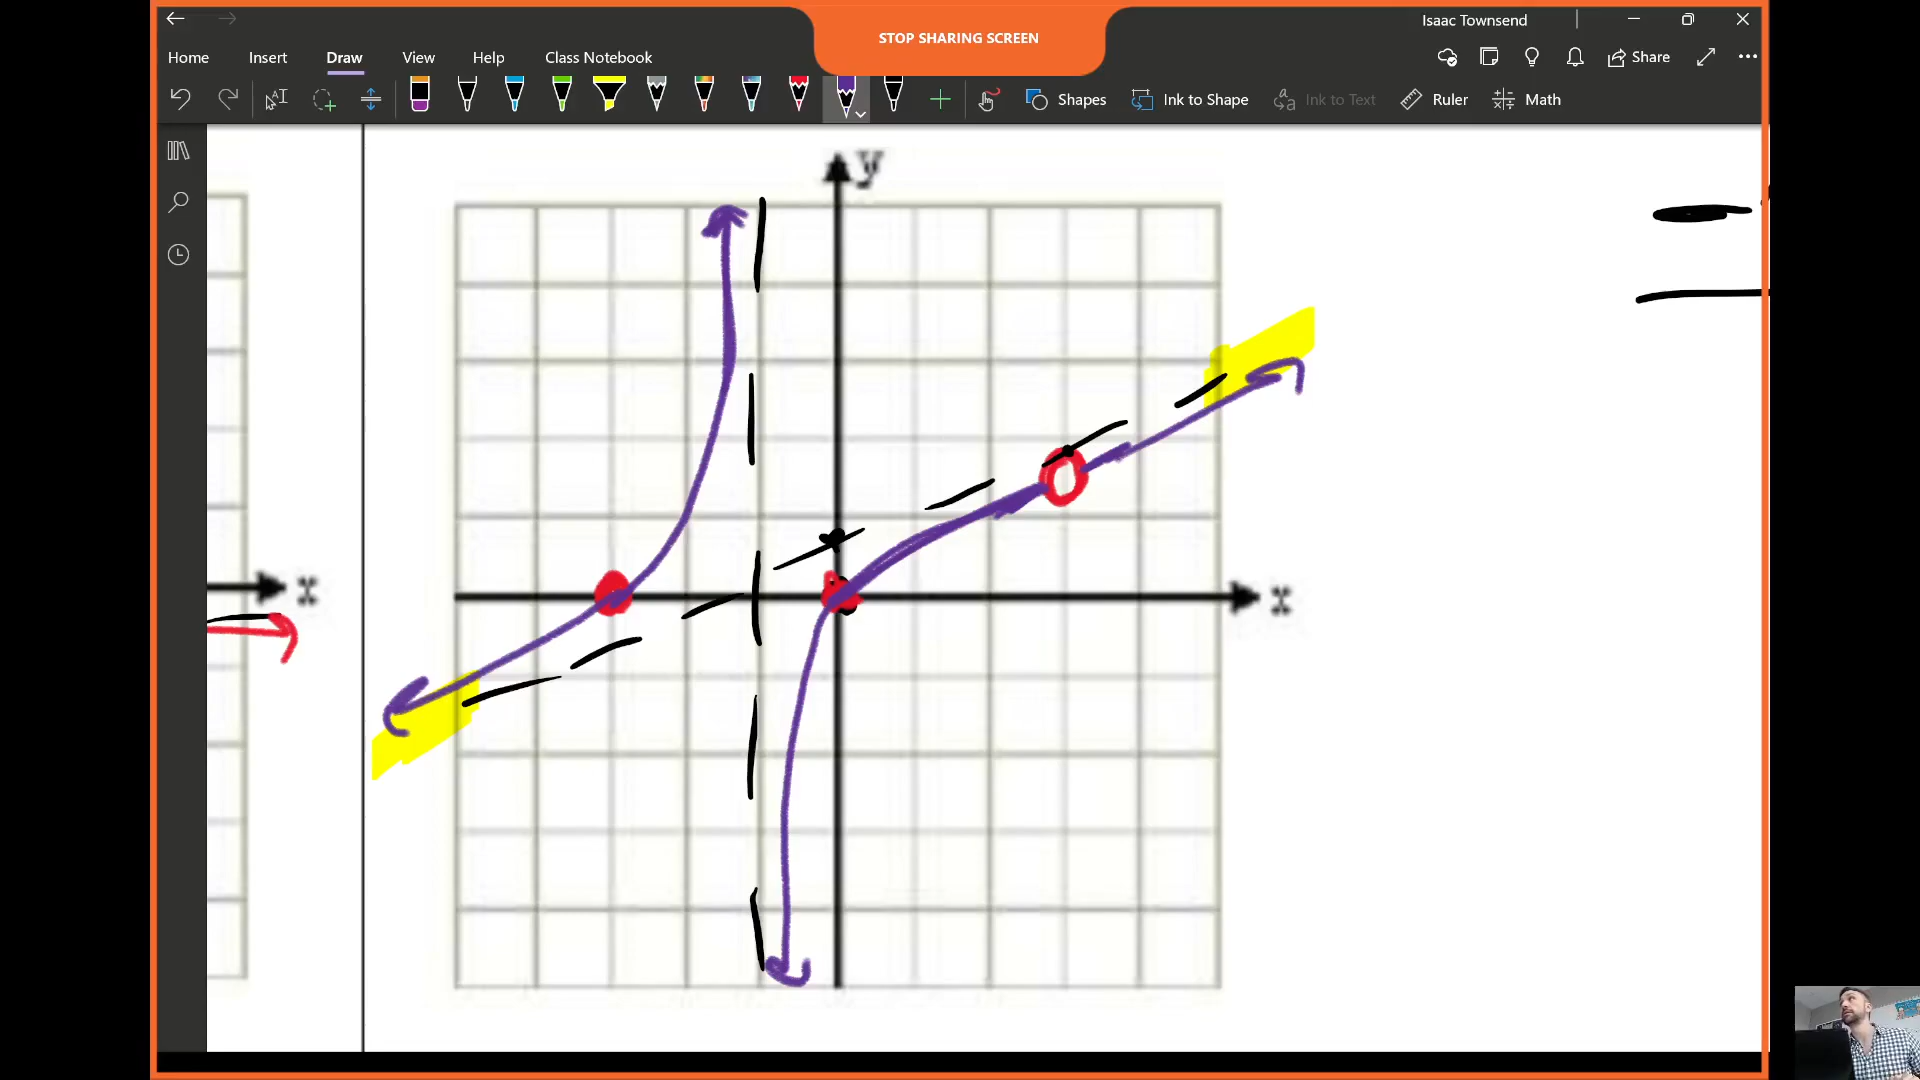 STOP SHARING SCREEN
Isaac Townsend
Home Insert Draw View Help Class Notebook
Share
Shapes Ink to Shape Ink to Text Ruler Math
y
x
x